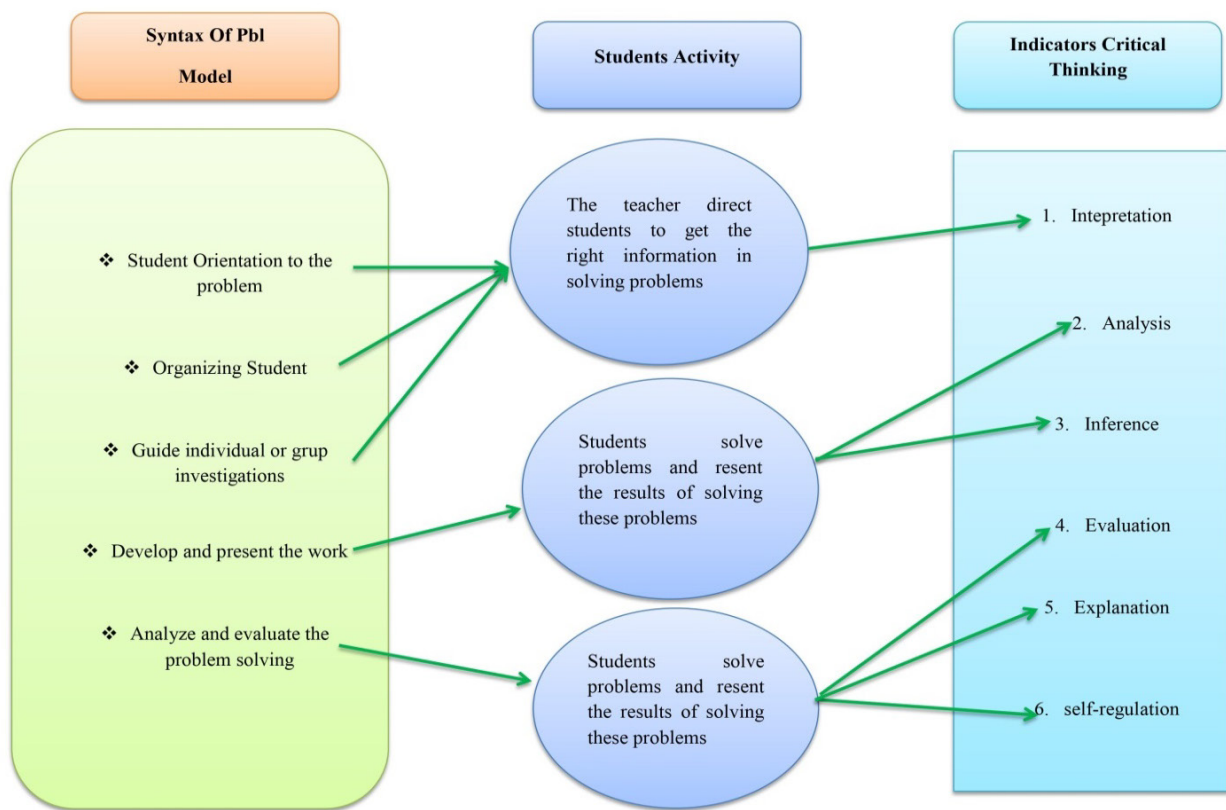 Syntax Of Pbl
Model
Students Activity
Indicators Critical
Thinking
❖ Student Orientation to the
problem
❖ Organizing Student
❖ Guide individual or grup
investigations
❖ Develop and present the work
❖ Analyze and evaluate the
problem solving
The teacher direct
students to get the
right information in
solving problems
Students solve
problems and resent
the results of solving
these problems
Students solve
problems and resent
the results of solving
these problems
1. Intepretation
2. Analysis
3. Inference
4. Evaluation
5. Explanation
6. self-regulation